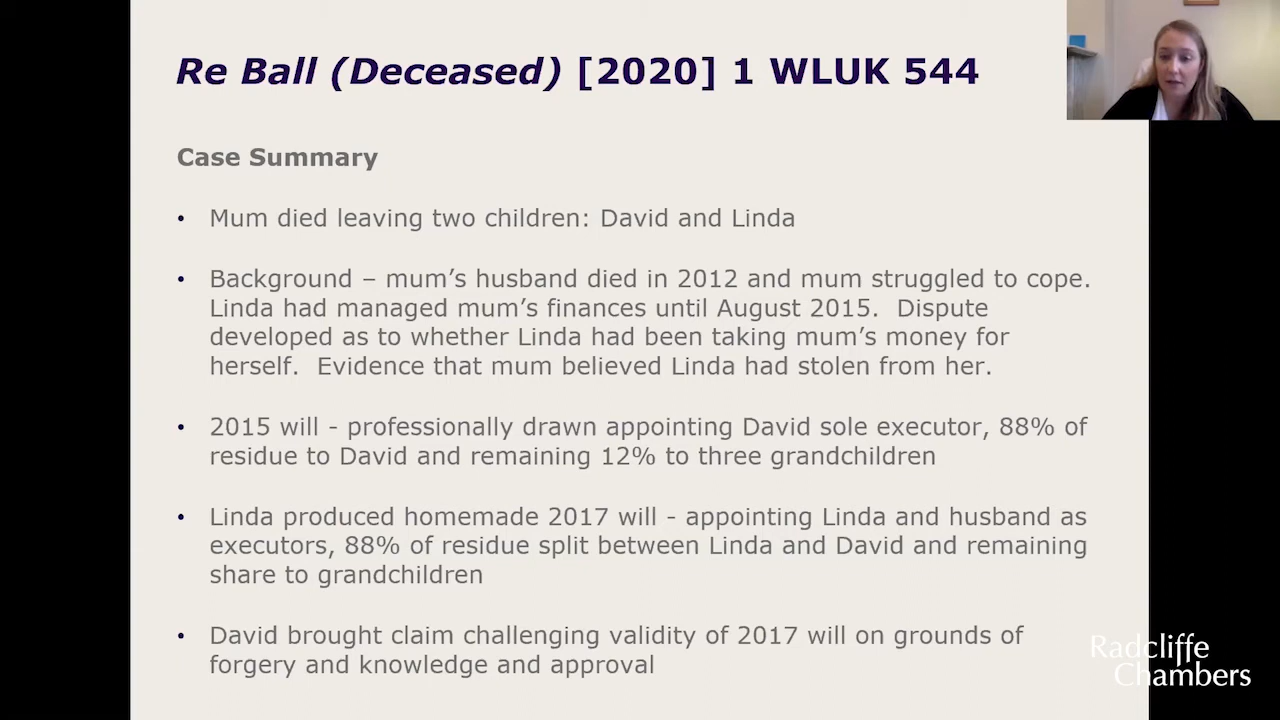 Re Ball (Deceased) [2020] 1 WLUK 544
Case Summary
• Mum died leaving two children: David and Linda
• Background – mum's husband died in 2012 and mum struggled to cope.
Linda had managed mum's finances until August 2015.  Dispute
developed as to whether Linda had been taking mum's money for
herself.  Evidence that mum believed Linda had stolen from her.
• 2015 will - professionally drawn appointing David sole executor, 88% of
residue to David and remaining 12% to three grandchildren
• Linda produced homemade 2017 will - appointing Linda and husband as
executors, 88% of residue split between Linda and David and remaining
share to grandchildren
• David brought claim challenging validity of 2017 will on grounds of
forgery and knowledge and approval
Radcliffe
Chambers